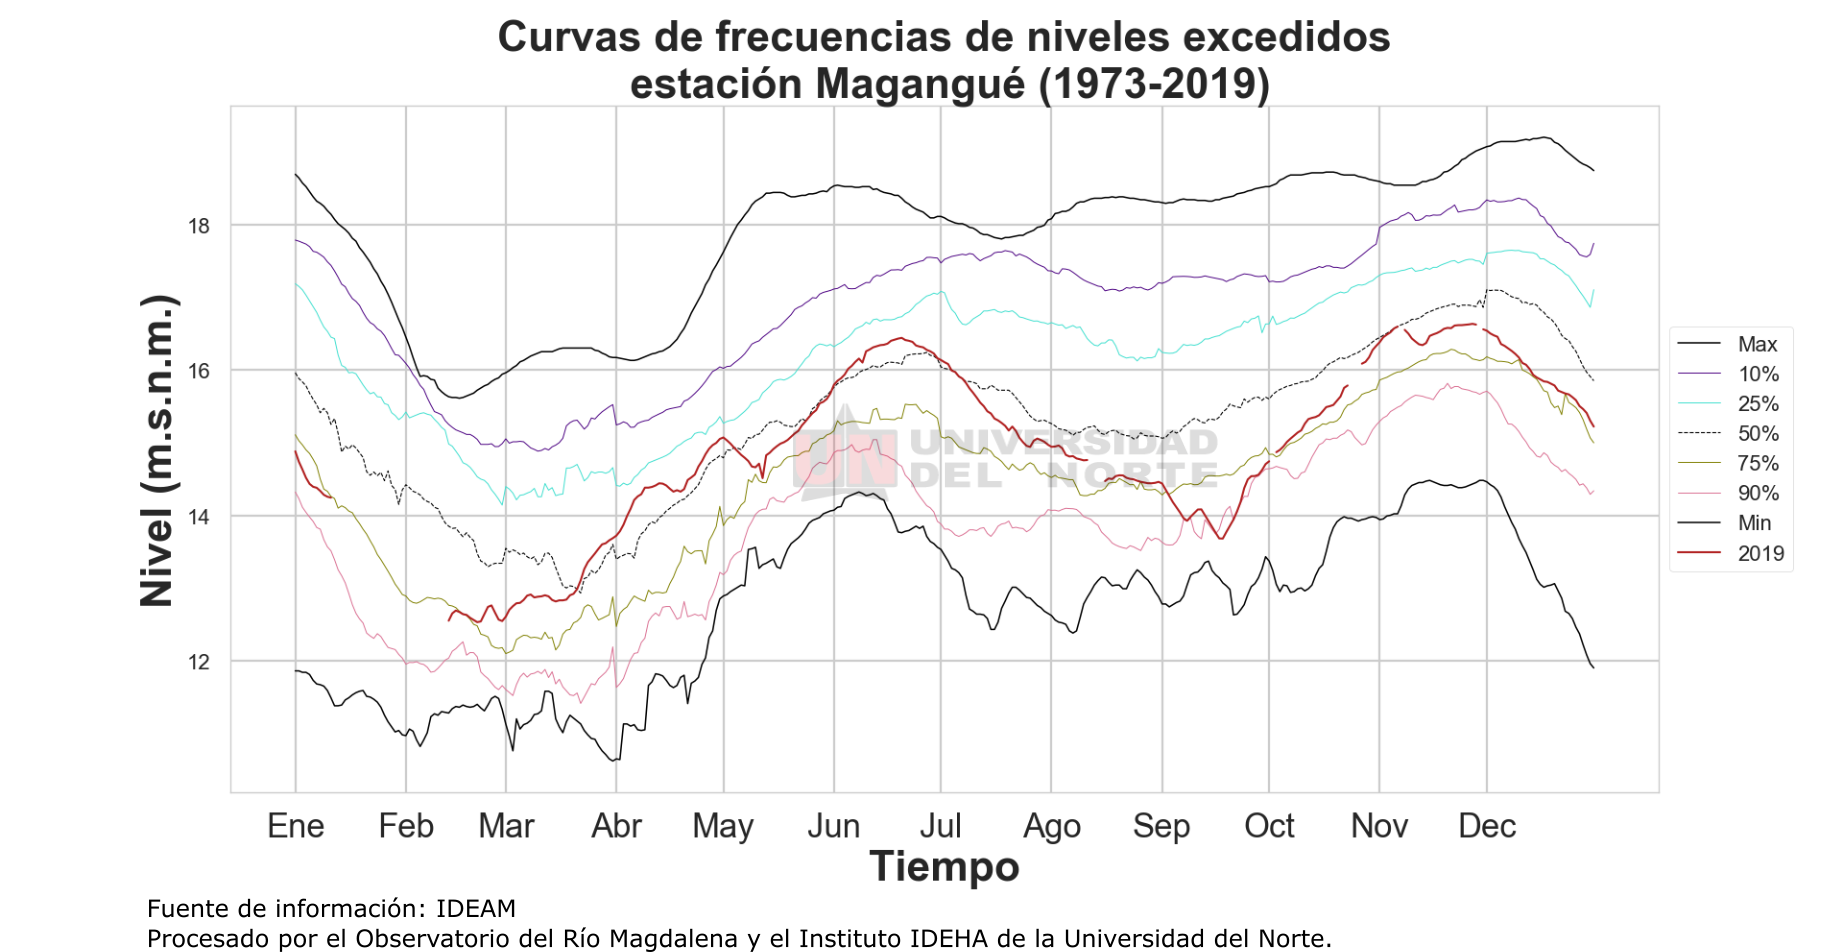 Curvas de frecuencias de niveles excedidos
estación Magangué (1973-2019)
Nivel (m.s.n.m.)
18
16
14
12
UNIVERSIDAD
DEL NORTE
Max
10%
25%
50%
75%
90%
Min
2019
Ene Feb Mar Abr May Jun Jul Ago Sep Oct Nov Dec
Tiempo
Fuente de información: IDEAM
Procesado por el Observatorio del Río Magdalena y el Instituto IDEHA de la Universidad del Norte.